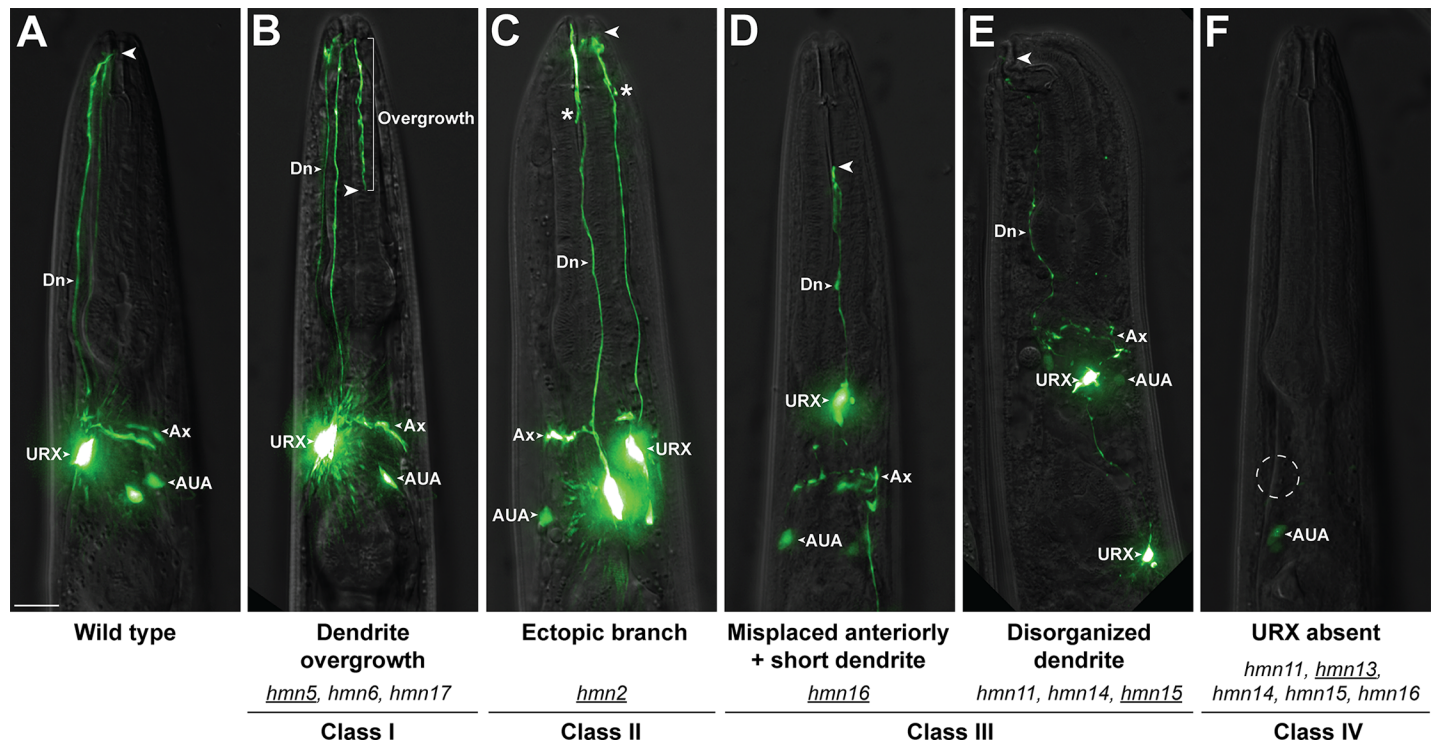 A
B
C
D
E
F
Overgrowth
Dn
Ax
URX
AUA
Dn
Ax
URX
AUA
*
*
Dn
Ax
URX
AUA
Dn
URX
Ax
AUA
Dn
Ax
URX
AUA
URX
AUA
Wild type
Dendrite
overgrowth
hmn5, hmn6, hmn17
Class I
Ectopic branch
hmn2
Class II
Misplaced anteriorly
+ short dendrite
hmn16
Disorganized
dendrite
hmn11, hmn14, hmn15
Class III
URX absent
hmn11, hmn13,
hmn14, hmn15, hmn16
Class IV